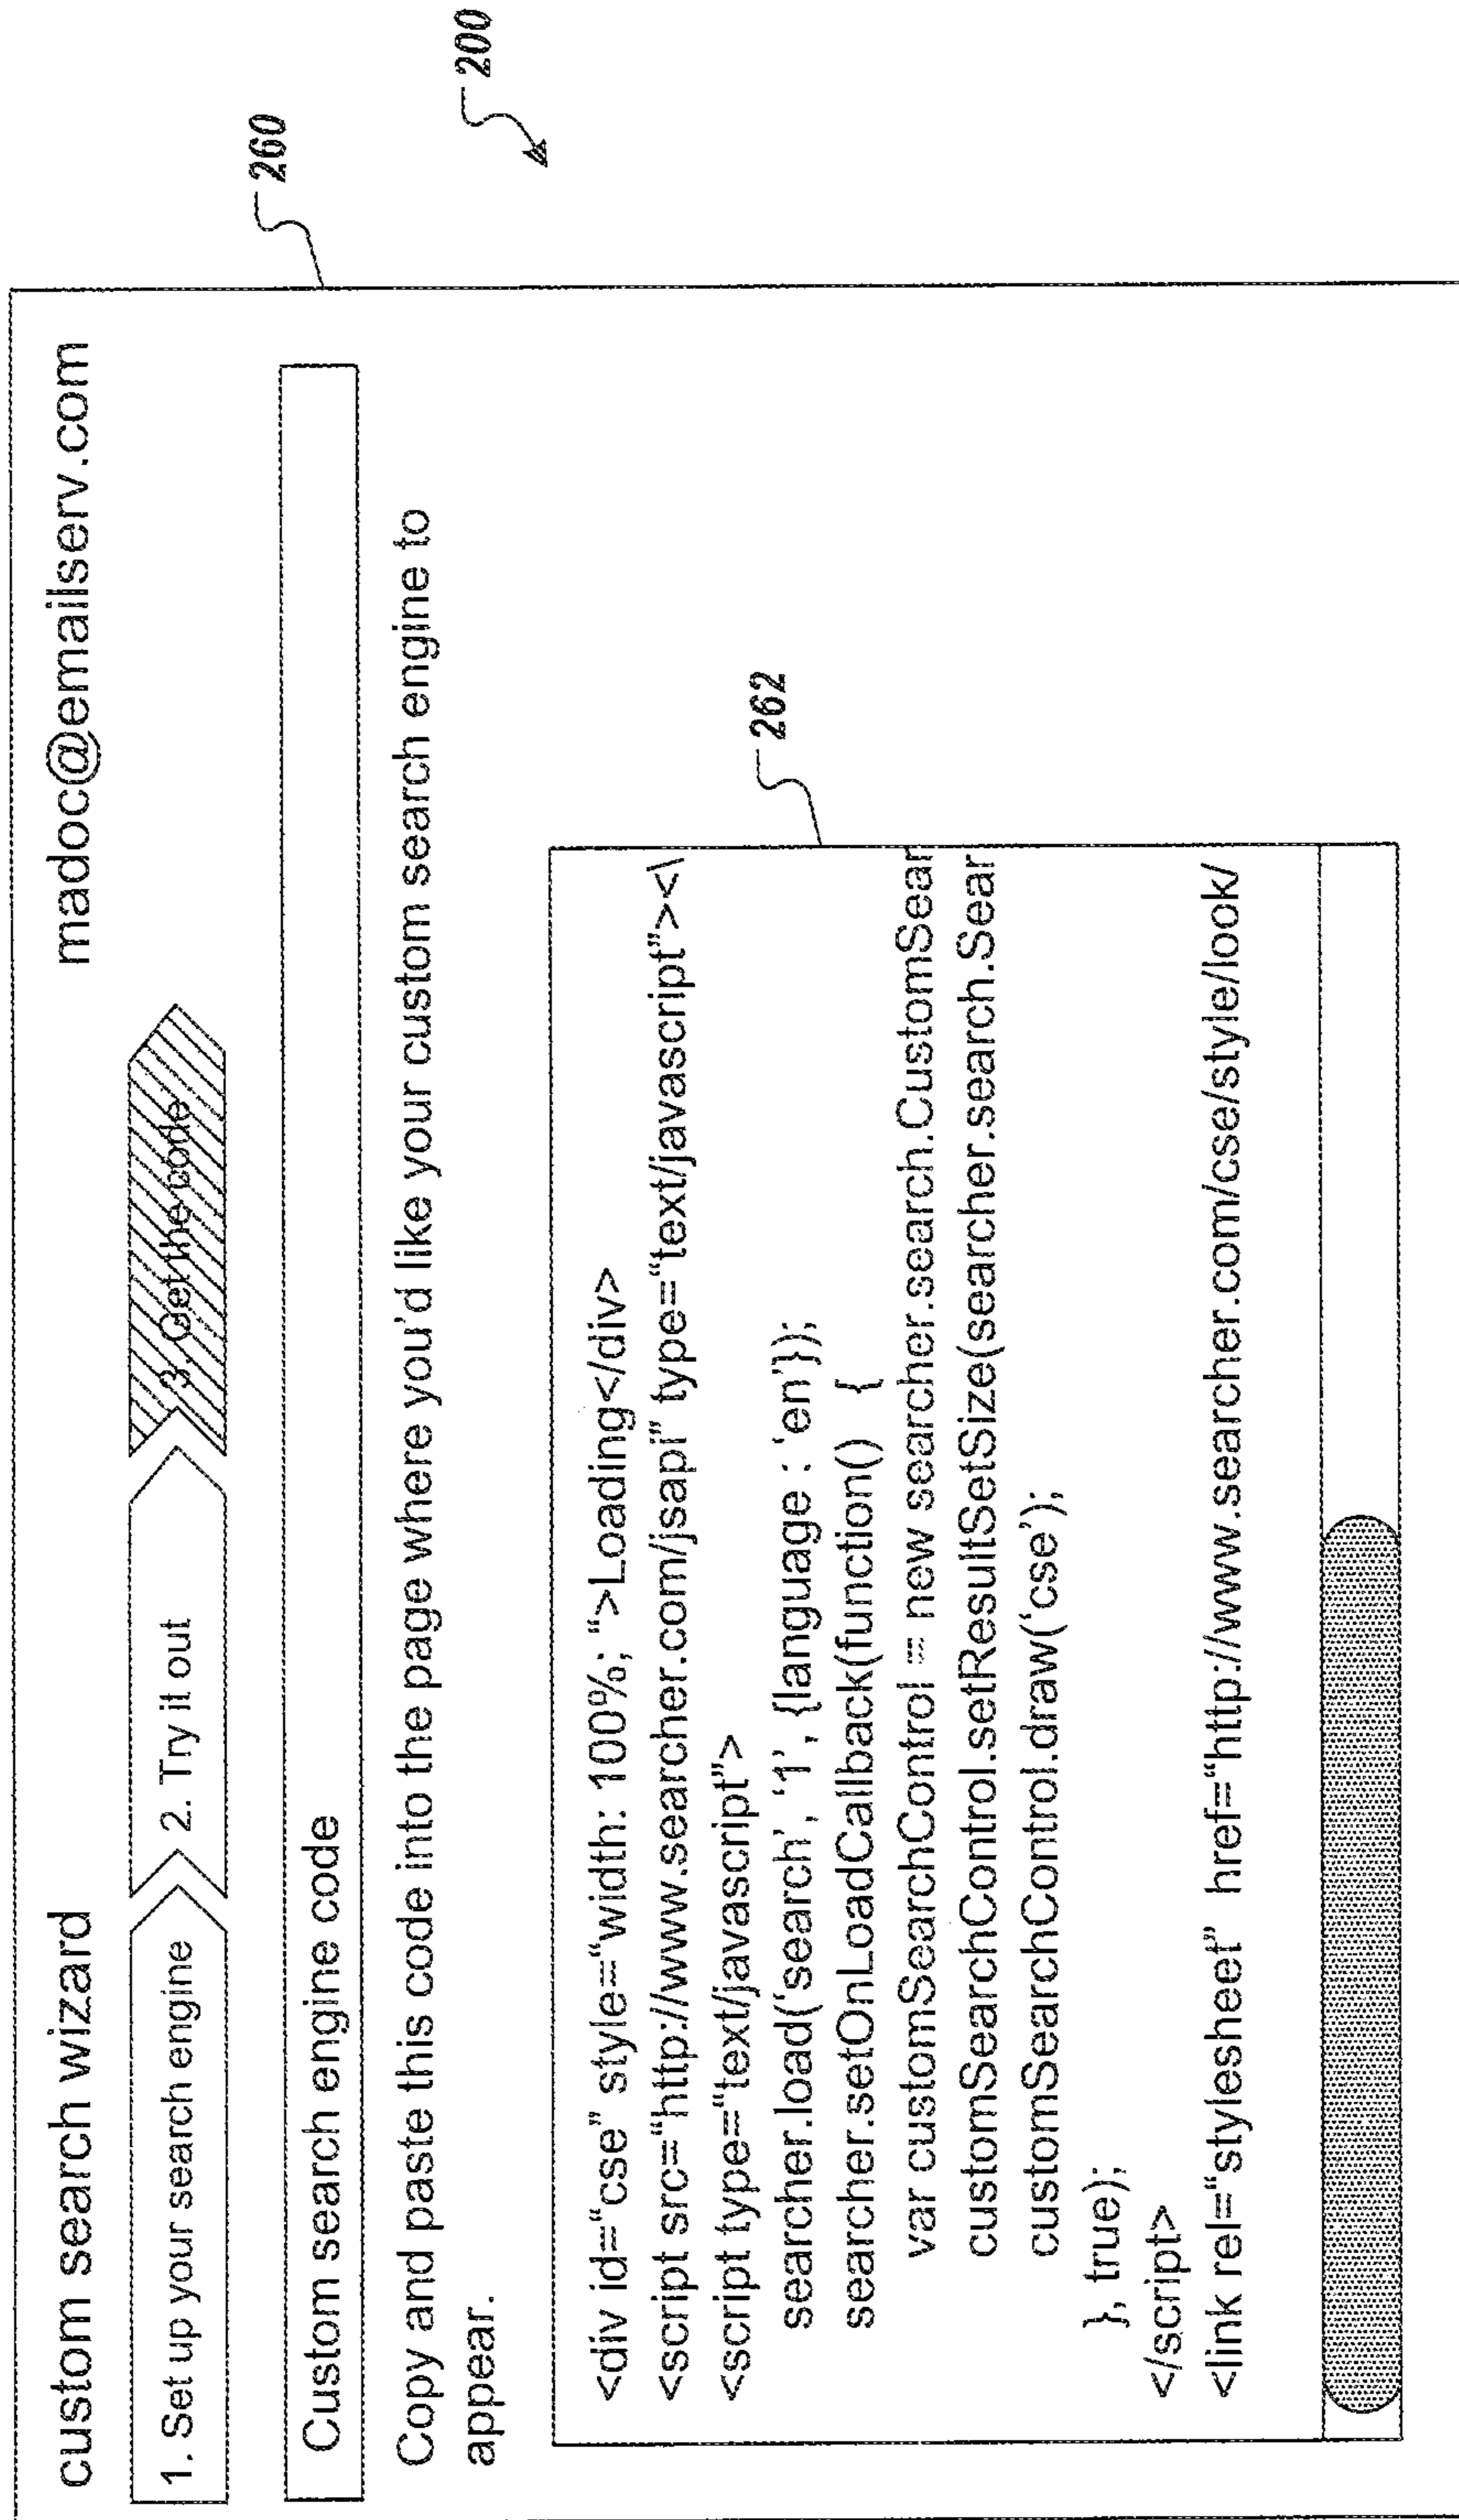 custom search wizard
madoc@emailserv.com
1. Set up your search engine
2. Try it out
3. Get the code
260
200
Custom search engine code
Copy and paste this code into the page where you'd like your custom search engine to
appear.
262
<div id=“cse” style=“width: 100%; “>Loading</div>
<script src=“http://www.searcher.com/jsapi” type=“text/javascript”><\
<script type=“text/javascript”>
searcher.load(‘search’, ‘1’, {language : ‘en’});
searcher.setOnLoadCallback(function() {
var customSearchControl = new searcher.search.CustomSear
customSearchControl.setResultSetSize(searcher.search.Sear
customSearchControl.draw(‘cse’);
}, true);
</script>
<link rel=“stylesheet” href=“http://www.searcher.com/cse/style/look/